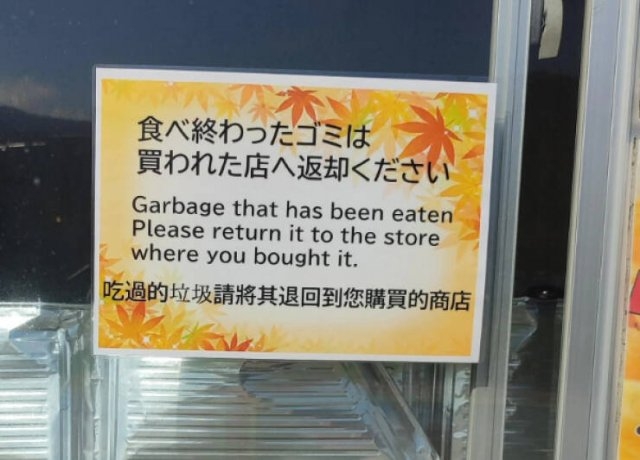 食べ終わったゴミは
買われた店へ返却ください
Garbage that has been eaten
Please return it to the store
where you bought it.
吃過的垃圾請將其退回到您購買的商店